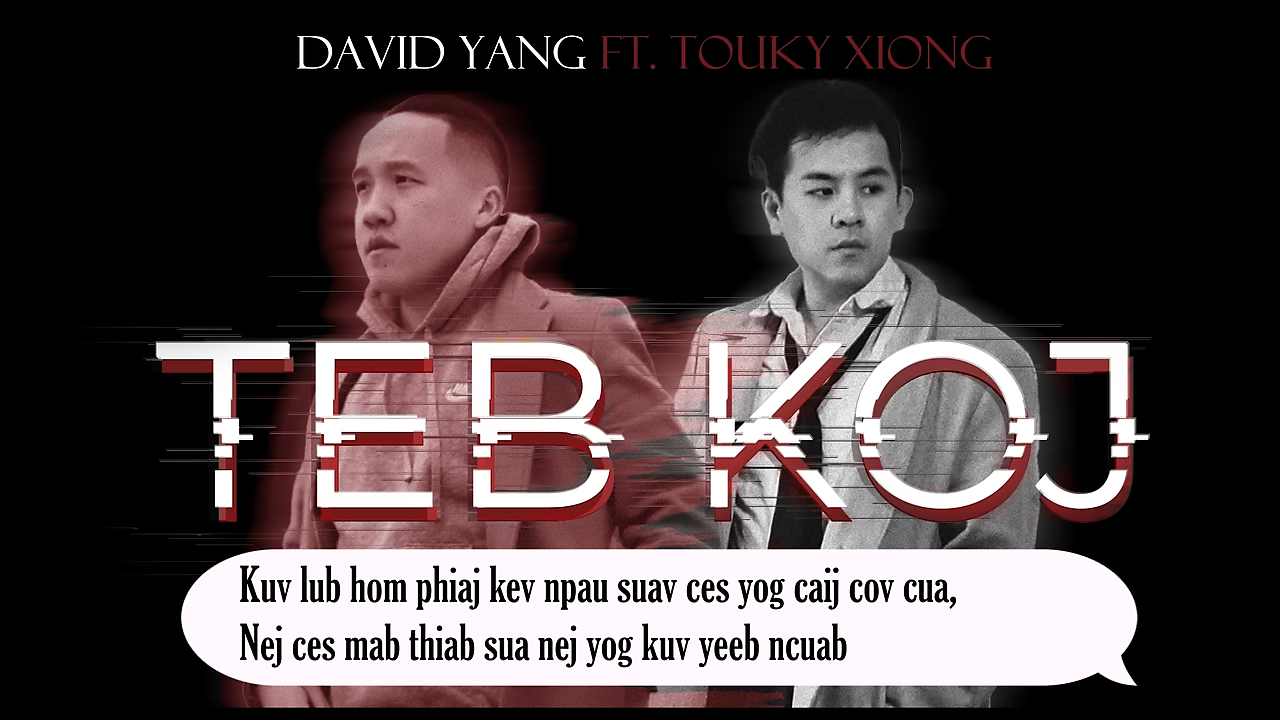 DAVID YANG FT. TOUKY XIONG
TEB KOJ
Kuv lub hom phiaj kev npau suav ces yog caij cov cua,
Nej ces mab thiab sua nej yog kuv yeeb ncuab